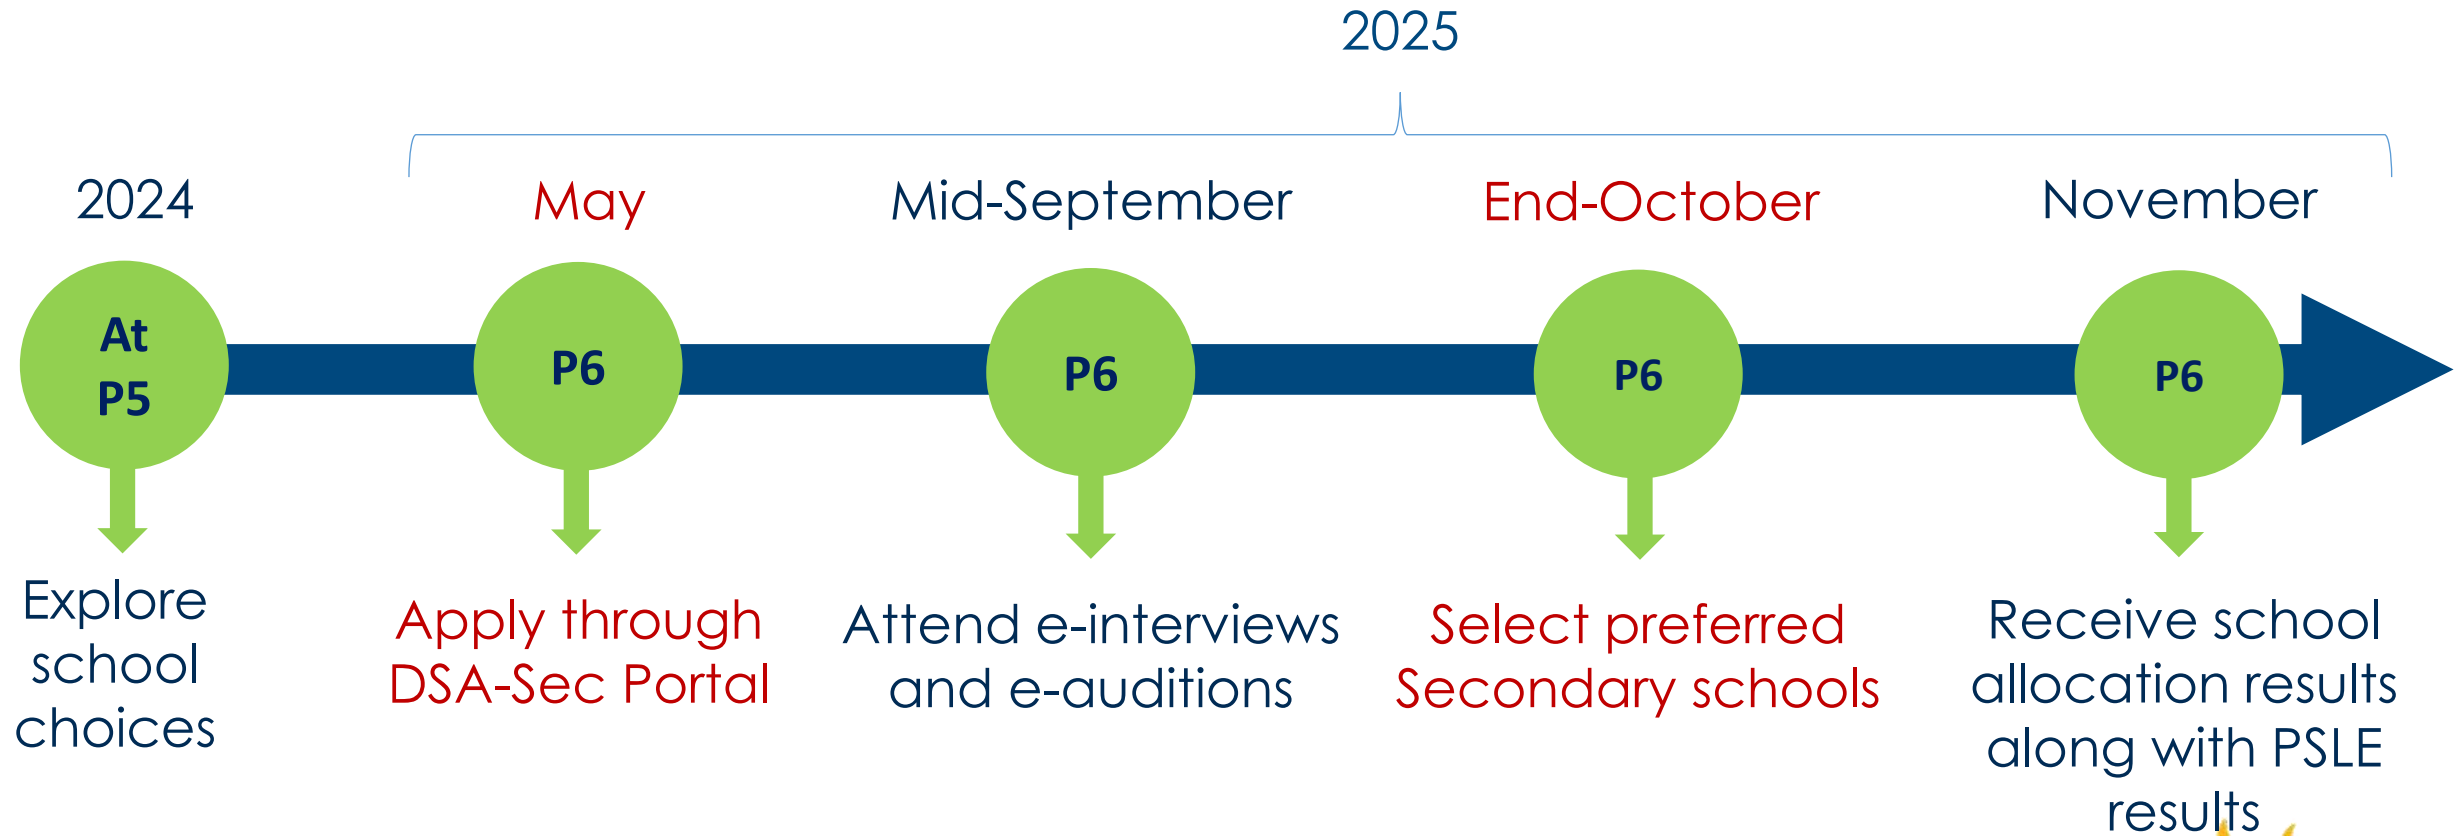 2025
2024
May
Mid-September
End-October
November
At
P5
P6
P6
P6
P6
Explore
school
choices
Apply through
DSA-Sec Portal
Attend e-interviews
and e-auditions
Select preferred
Secondary schools
Receive school
allocation results
along with PSLE
results